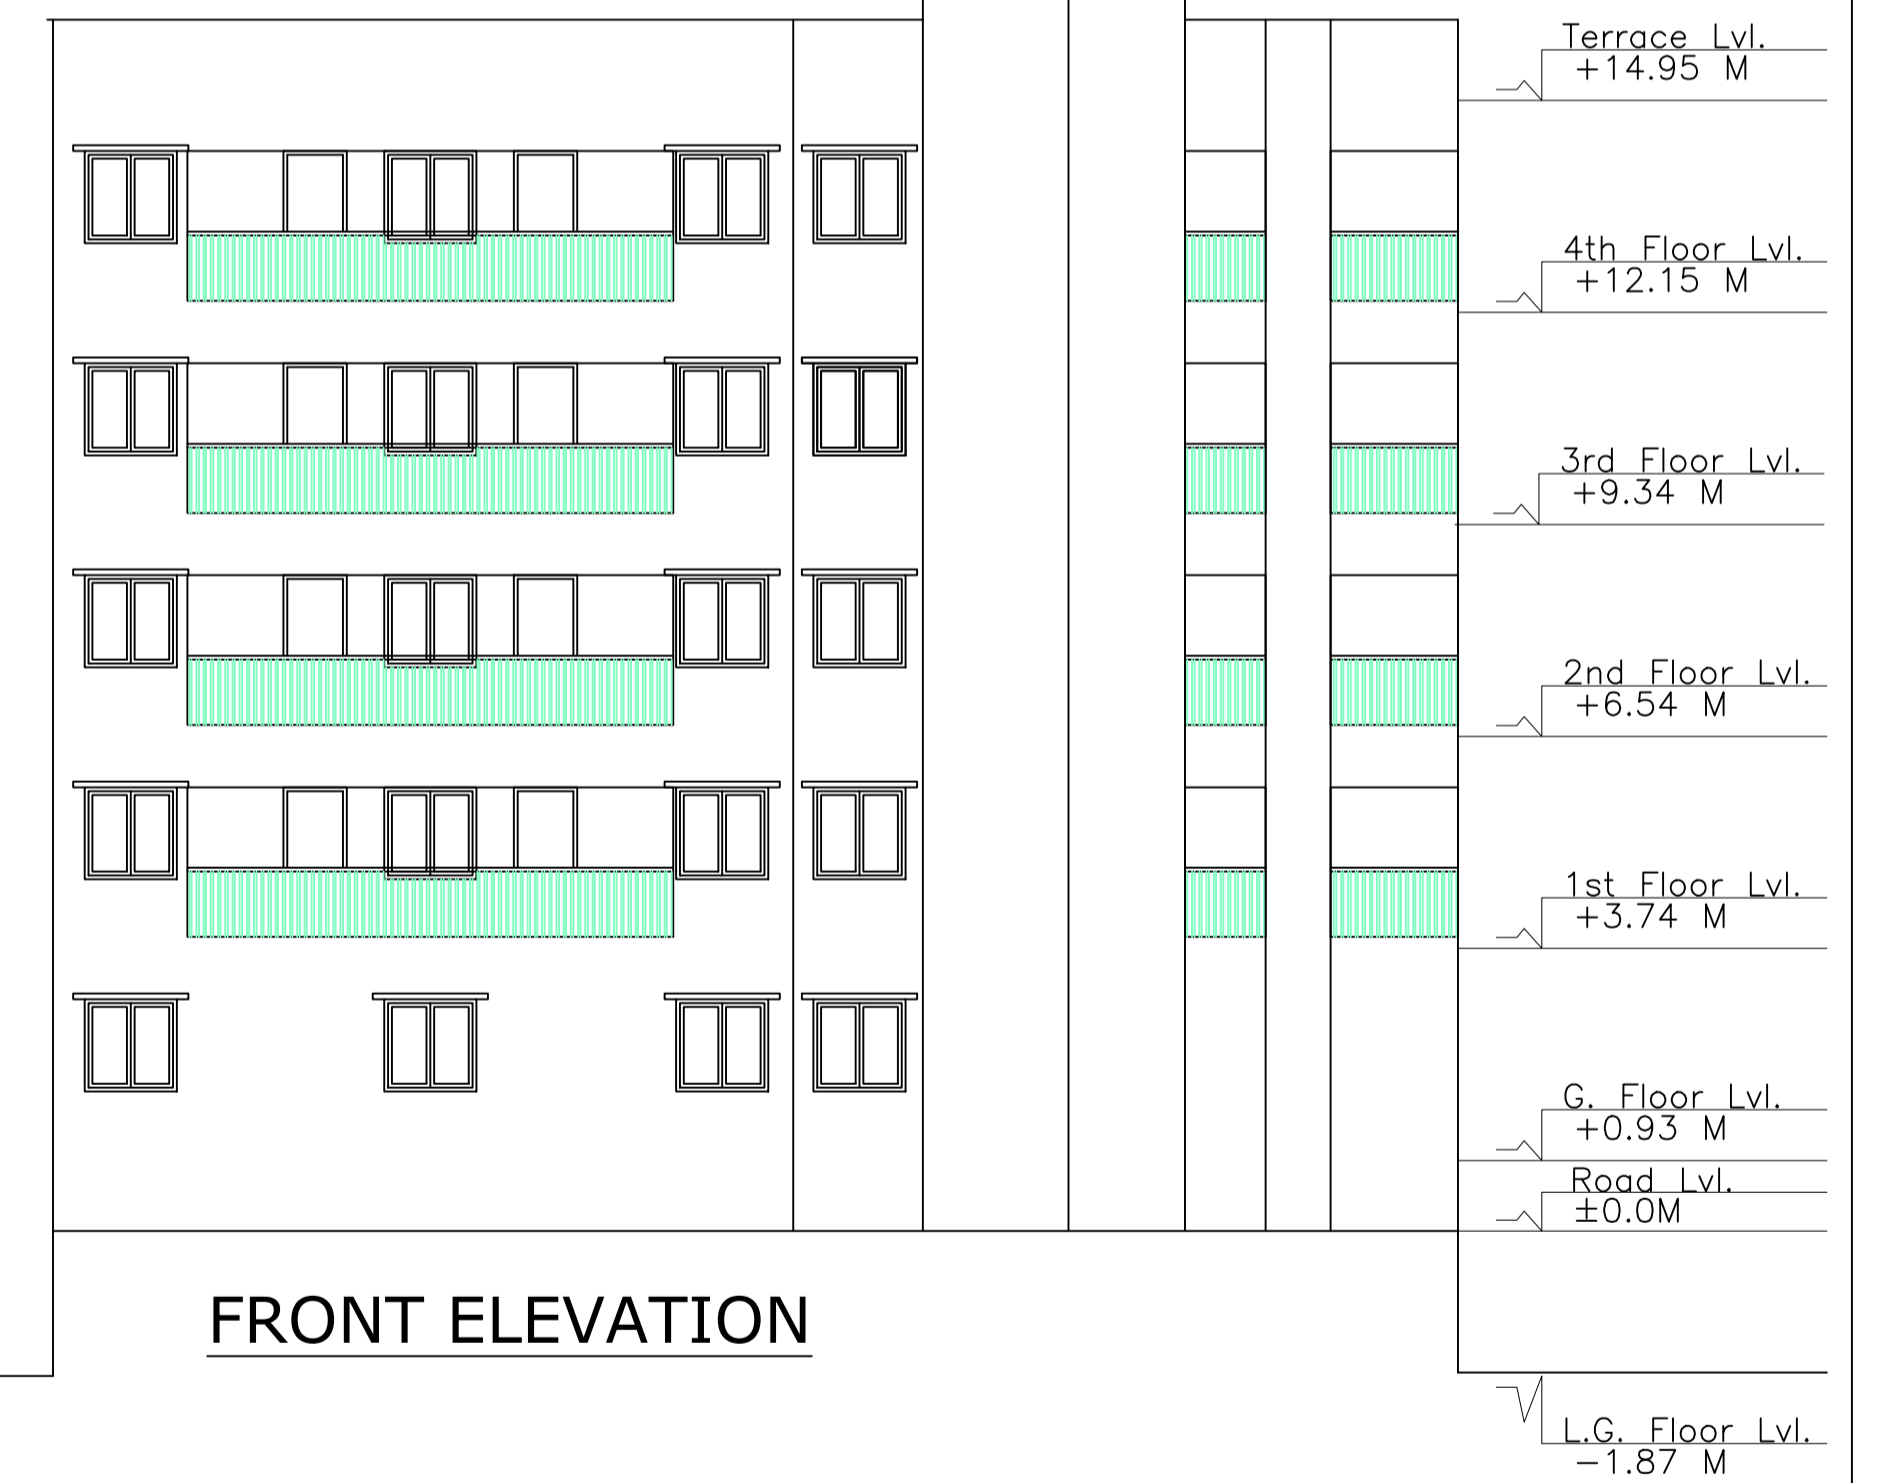 Terrace Lvl.
+14.95 M
4th Floor Lvl.
+12.15 M
3rd Floor Lvl.
+9.34 M
2nd Floor Lvl.
+6.54 M
1st Floor Lvl.
+3.74 M
G. Floor Lvl.
+0.93 M
Road Lvl.
±0.0M
FRONT ELEVATION
L.G. Floor Lvl.
-1.87 M